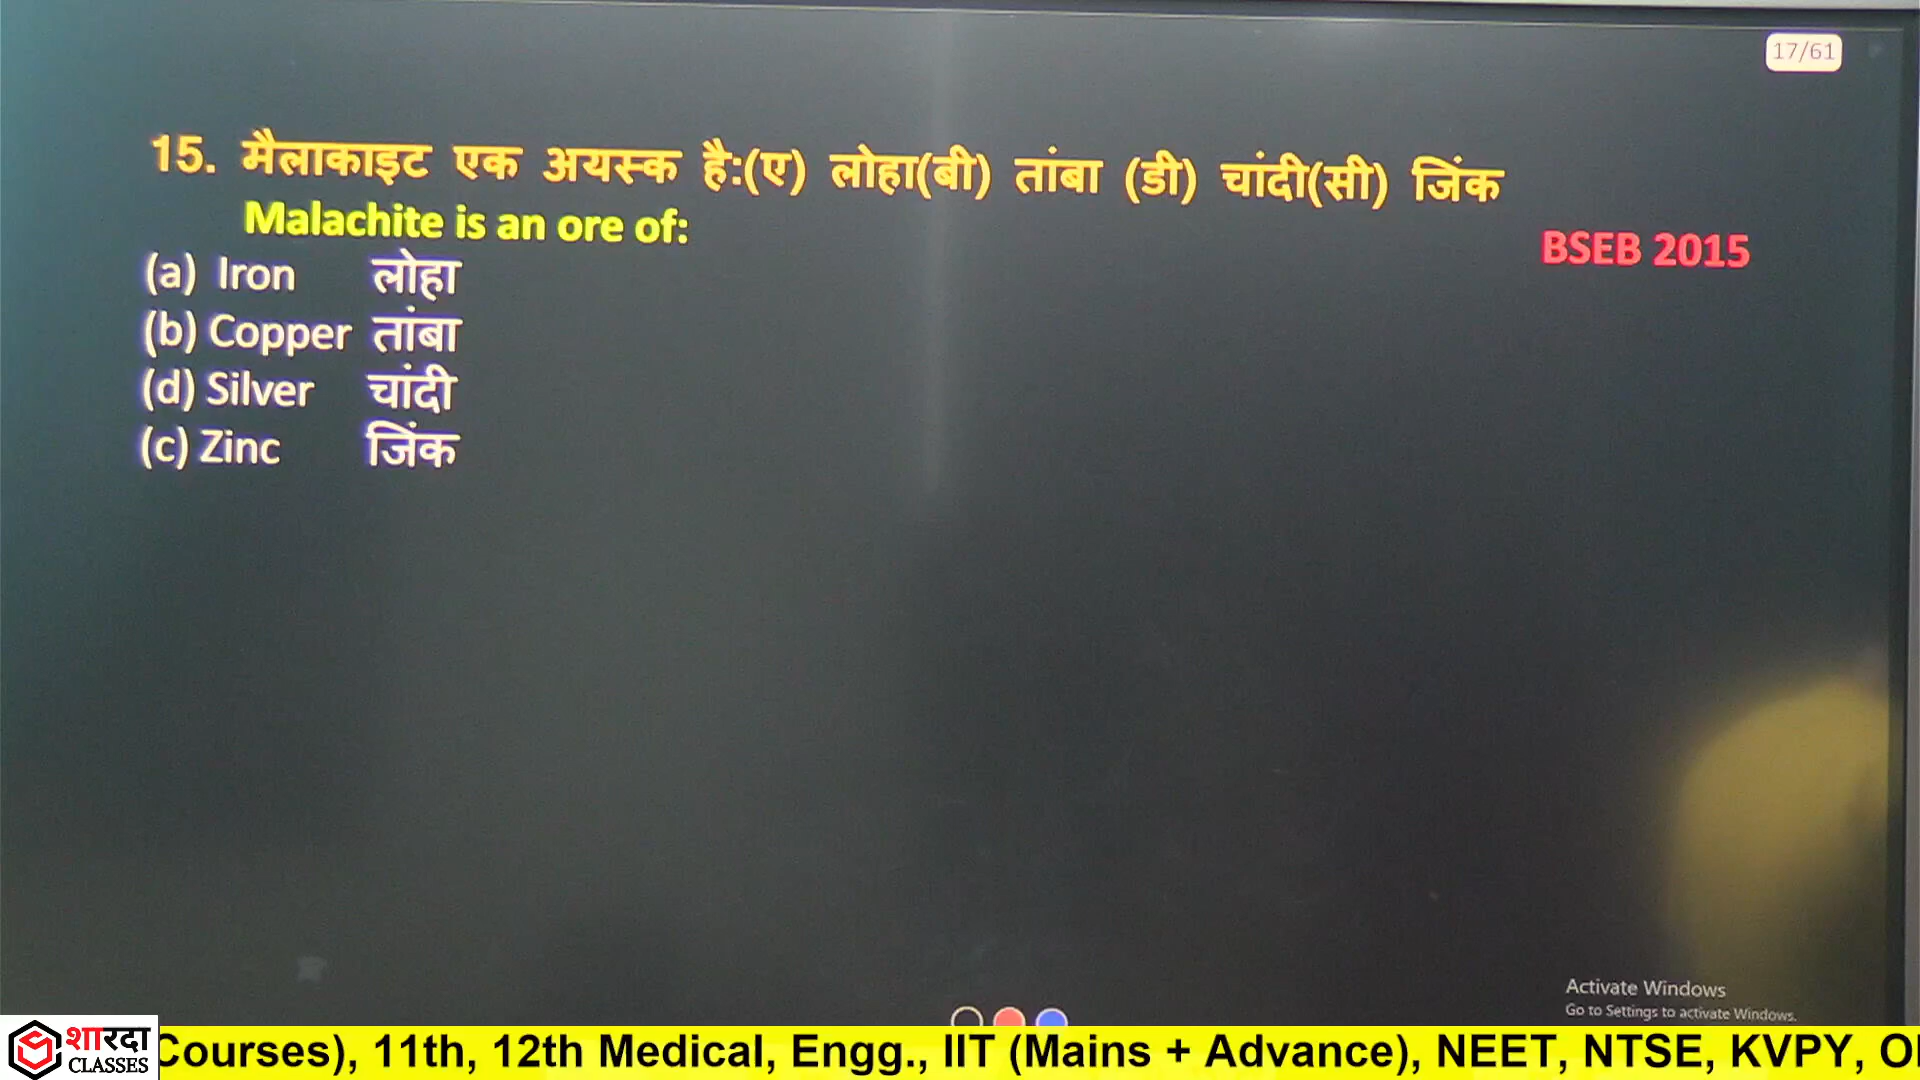 17/61
15. मैलाकाइट एक अयस्क है:(ए) लोहा(बी) तांबा (डी) चांदी(सी) जिंक
Malachite is an ore of:
BSEB 2015
(a) Iron लोहा
(b) Copper तांबा
(d) Silver चांदी
(c) Zinc जिंक
Activate Windows
Go to Settings to activate Windows.
शारदा
CLASSES
Courses), 11th, 12th Medical, Engg., IIT (Mains + Advance), NEET, NTSE, KVPY, O